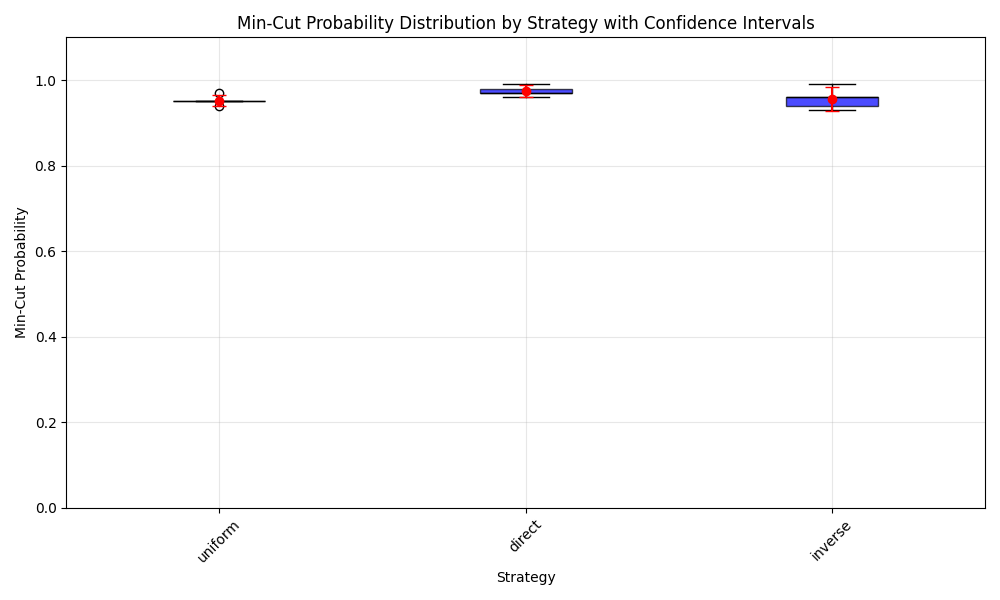 Min-Cut Probability Distribution by Strategy with Confidence Intervals
Min-Cut Probability
1.0
0.8
0.6
0.4
0.2
0.0
uniform
direct
inverse
Strategy